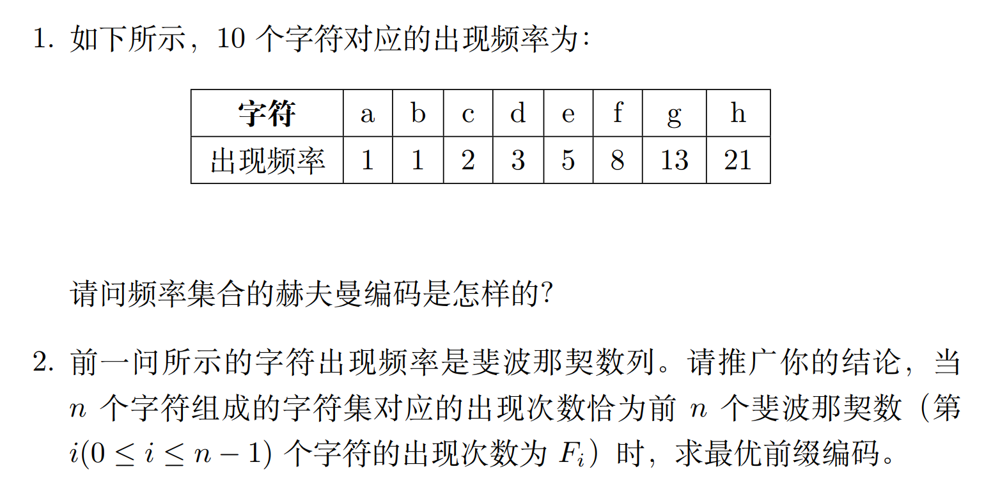 1. 如下所示，10 个字符对应的出现频率为：
字符 a b c d e f g h
出现频率 1 1 2 3 5 8 13 21
请问频率集合的赫夫曼编码是怎样的？
2. 前一问所示的字符出现频率是斐波那契数列。请推广你的结论，当
n 个字符组成的字符集对应的出现次数恰为前 n 个斐波那契数（第
i(0 ≤ i ≤ n − 1) 个字符的出现次数为 Fᵢ）时，求最优前缀编码。